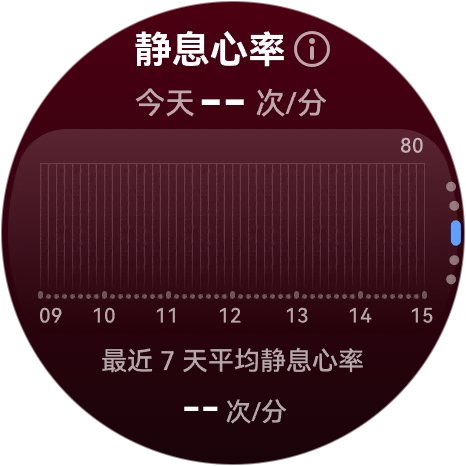 静息心率
今天 -- 次/分
80
09 10 11 12 13 14 15
最近 7 天平均静息心率
-- 次/分